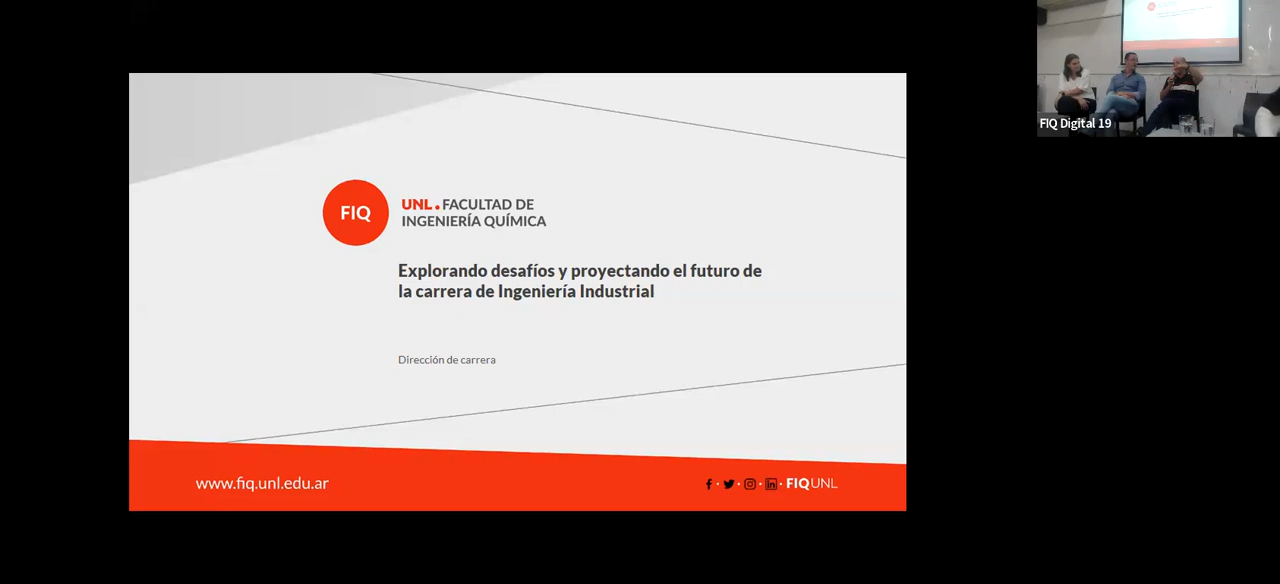 FIQ
UNL. FACULTAD DE
INGENIERÍA QUÍMICA
Explorando desafíos y proyectando el futuro de
la carrera de Ingeniería Industrial
Dirección de carrera
www.fiq.unl.edu.ar
FIQUNL
FIQ Digital 19